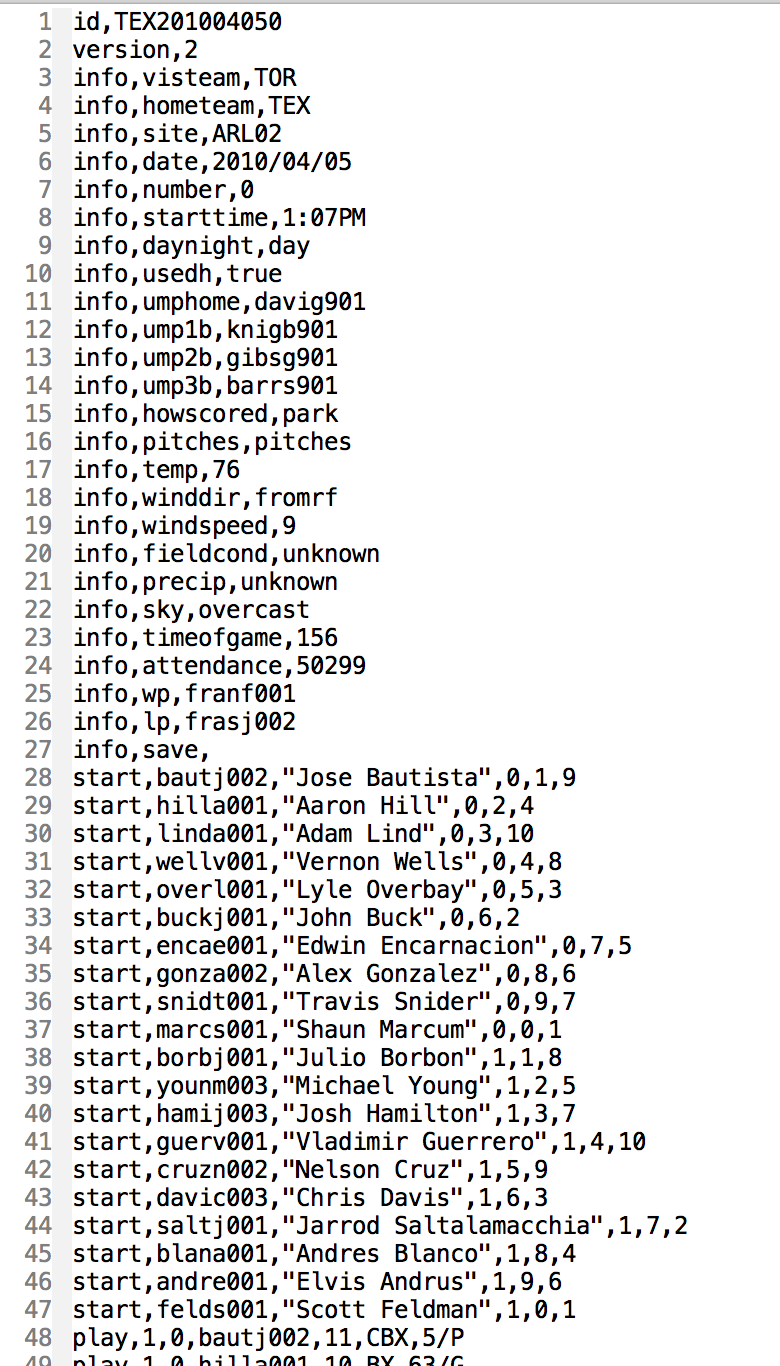 1 id,TEX201004050
2 version,2
3 info,visteam,TOR
4 info,hometeam,TEX
5 info,site,ARL02
6 info,date,2010/04/05
7 info,number,0
8 info,starttime,1:07PM
9 info,daynight,day
10 info,usedh,true
11 info,umphome,davig901
12 info,ump1b,knigb901
13 info,ump2b,gibsg901
14 info,ump3b,barrs901
15 info,howscored,park
16 info,pitches,pitches
17 info,temp,76
18 info,winddir,fromrf
19 info,windspeed,9
20 info,fieldcond,unknown
21 info,precip,unknown
22 info,sky,overcast
23 info,timeofgame,156
24 info,attendance,50299
25 info,wp,franf001
26 info,lp,frasj002
27 info,save,
28 start,bautj002,"Jose Bautista",0,1,9
29 start,hilla001,"Aaron Hill",0,2,4
30 start,linda001,"Adam Lind",0,3,10
31 start,wellv001,"Vernon Wells",0,4,8
32 start,overl001,"Lyle Overbay",0,5,3
33 start,buckj001,"John Buck",0,6,2
34 start,encae001,"Edwin Encarnacion",0,7,5
35 start,gonza002,"Alex Gonzalez",0,8,6
36 start,snidt001,"Travis Snider",0,9,7
37 start,marcs001,"Shaun Marcum",0,0,1
38 start,borbj001,"Julio Borbon",1,1,8
39 start,younm003,"Michael Young",1,2,5
40 start,hamij003,"Josh Hamilton",1,3,7
41 start,guerv001,"Vladimir Guerrero",1,4,10
42 start,cruzn002,"Nelson Cruz",1,5,9
43 start,davic003,"Chris Davis",1,6,3
44 start,saltj001,"Jarrod Saltalamacchia",1,7,2
45 start,blana001,"Andres Blanco",1,8,4
46 start,andre001,"Elvis Andrus",1,9,6
47 start,felds001,"Scott Feldman",1,0,1
48 play,1,0,bautj002,11,CBX,5/P
49 play,1,0,hilla001,10,BX,63/G